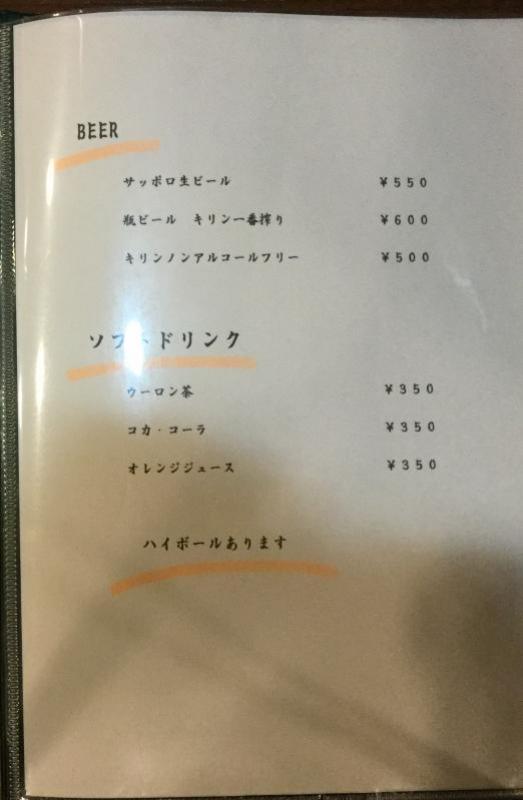 BEER
サッポロ生ビール ￥550
瓶ビール キリン一番搾り ￥600
キリンノンアルコールフリー ￥500
ソフトドリンク
ウーロン茶 ￥350
コカ・コーラ ￥350
オレンジジュース ￥350
ハイボールあります